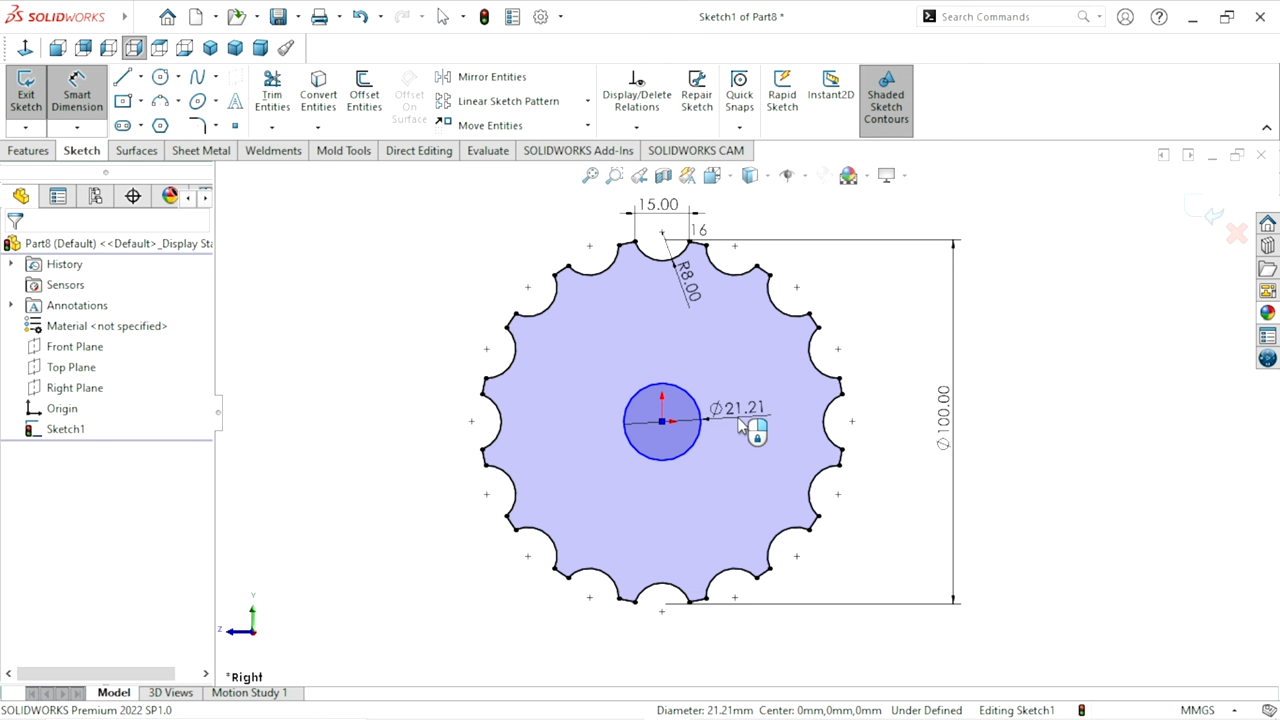 SOLIDWORKS
Sketch1 of Part8 *
Search Commands
Exit Sketch
Smart Dimension
Trim Entities
Convert Entities
Offset Entities
Offset On Surface
Mirror Entities
Linear Sketch Pattern
Move Entities
Display/Delete Relations
Repair Sketch
Quick Snaps
Rapid Sketch
Instant2D
Shaded Sketch Contours
Features
Sketch
Surfaces
Sheet Metal
Weldments
Mold Tools
Direct Editing
Evaluate
SOLIDWORKS Add-Ins
SOLIDWORKS CAM
Part8 (Default) <<Default>_Display Sta
History
Sensors
Annotations
Material <not specified>
Front Plane
Top Plane
Right Plane
Origin
Sketch1
15.00
16
R8.00
∅21.21
∅100.00
Y
Z
*Right
Model
3D Views
Motion Study 1
SOLIDWORKS Premium 2022 SP1.0
Diameter: 21.21mm Center: 0mm,0mm,0mm
Under Defined
Editing Sketch1
MMGS